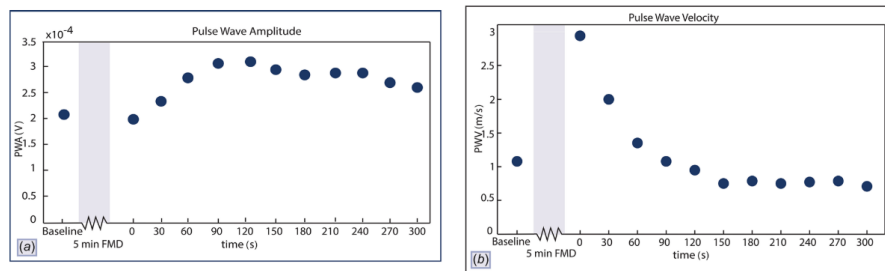 Pulse Wave Amplitude
x10-4
3.5
3
2.5
2
1.5
1
0.5
0
PWA (V)
Baseline
0 30 60 90 120 150 180 210 240 270 300
5 min FMD
time (s)
(a)
Pulse Wave Velocity
3
2.5
2
1.5
1
0.5
0
PWV (m/s)
Baseline
0 30 60 90 120 150 180 210 240 270 300
5 min FMD
time (s)
(b)